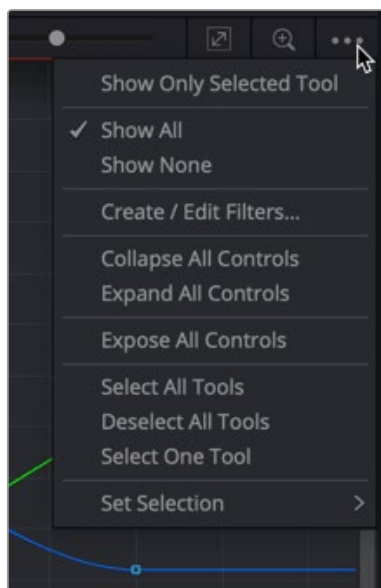 Show Only Selected Tool
Show All
Show None
Create / Edit Filters...
Collapse All Controls
Expand All Controls
Expose All Controls
Select All Tools
Deselect All Tools
Select One Tool
Set Selection